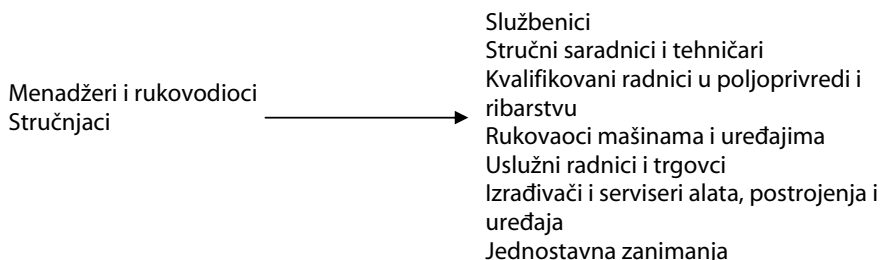 Menadžeri i rukovodioci
Stručnjaci
Službenici
Stručni saradnici i tehničari
Kvalifikovani radnici u poljoprivredi i
ribarstvu
Rukovaoci mašinama i uređajima
Uslužni radnici i trgovci
Izrađivači i serviseri alata, postrojenja i
uređaja
Jednostavna zanimanja